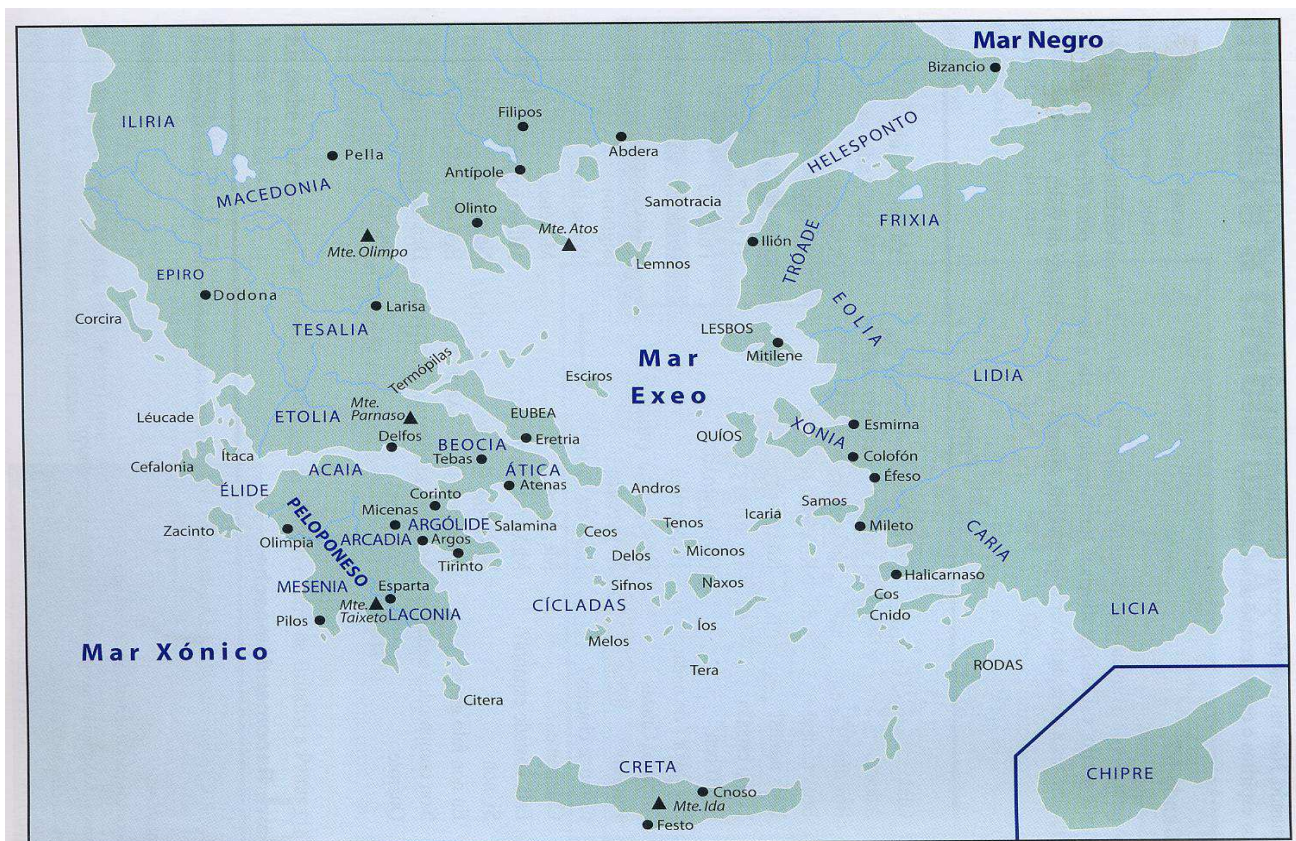 Mar Negro
Bizancio
Filipos
ILIRIA
HELESPONTO
Abdera
Pella
Antípole
MACEDONIA
Samotracia
Olinto
FRIXIA
Mte. Atos
Ilión
Mte. Olimpo
TRÓADE
Lemnos
EPIRO
Dodona
Larisa
EOLIA
Corcira
TESALIA
LESBOS
Mitilene
Mar
Exeo
Termópilas
Esciros
LIDIA
Mte.
Parnaso
EUBEA
Léucade
ETOLIA
XONIA
Esmirna
Delfos
BEOCIA
Eretria
QUÍOS
Ítaca
Tebas
Colofón
Cefalonia
ACAIA
ÁTICA
Éfeso
ÉLIDE
Atenas
Andros
Corinto
Samos
PELOPONESO
Micenas
Icaria
Zacinto
ARGÓLIDE
Salamina
Tenos
Mileto
Olimpia
ARCADIA
Argos
Ceos
CARIA
Delos
Miconos
Tirinto
Halicarnaso
MESENIA
Esparta
Sifnos
Naxos
Cos
Mte.
Taixeto
LACONIA
CÍCLADAS
Cnido
LICIA
Pilos
Íos
Melos
Mar Xónico
Tera
RODAS
Citera
CRETA
CHIPRE
Cnoso
Mte. Ida
Festo